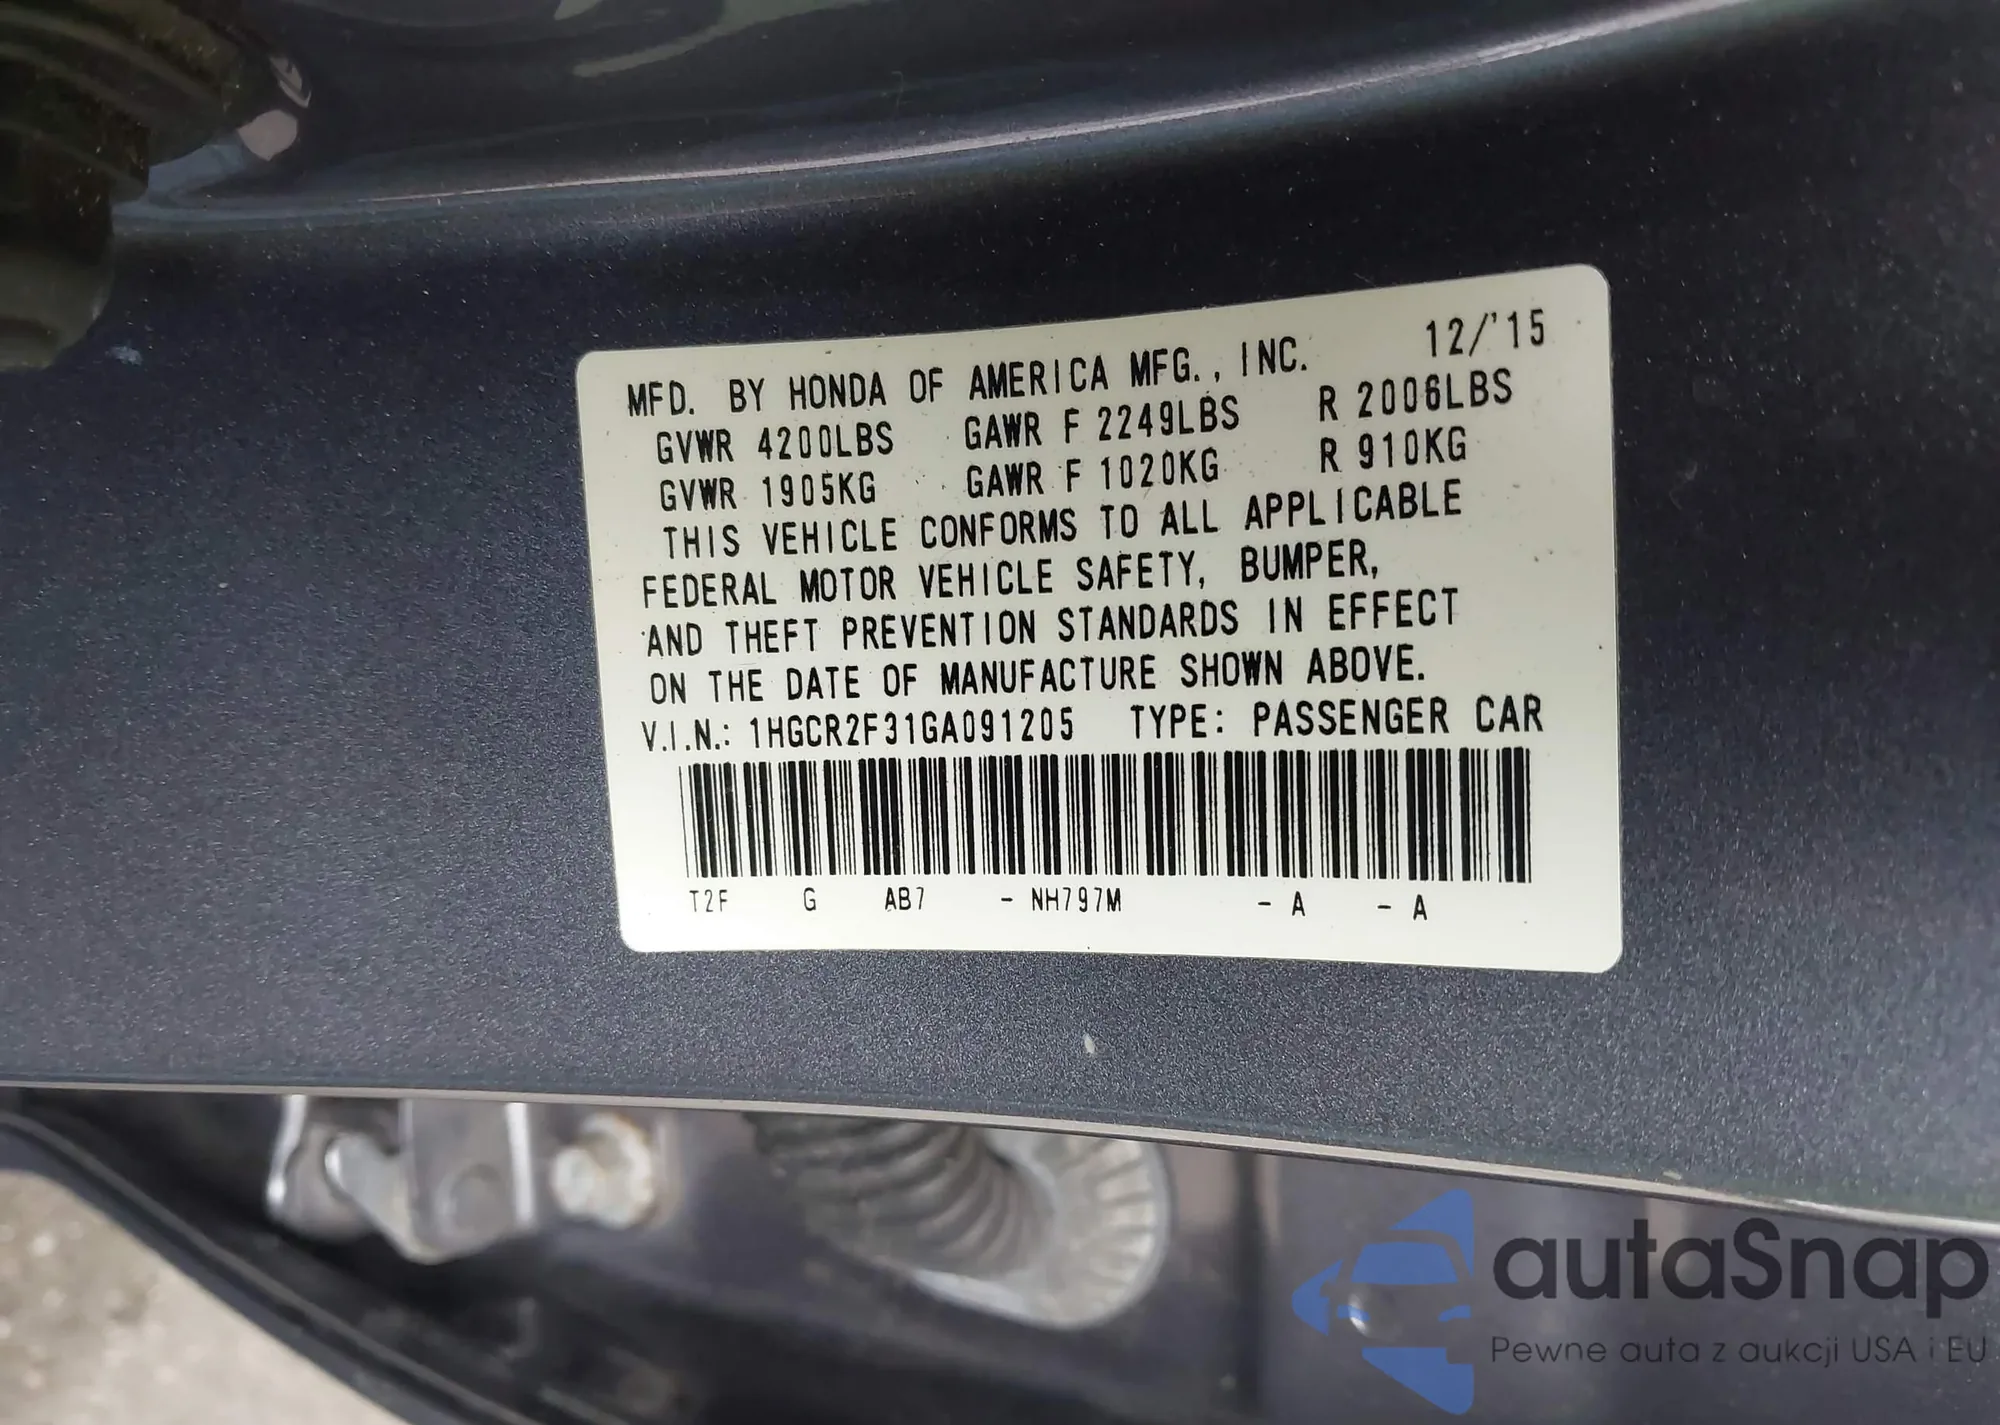 MFD. BY HONDA OF AMERICA MFG., INC. 12/'15
GVWR 4200LBS GAWR F 2249LBS R 2006LBS
GVWR 1905KG GAWR F 1020KG R 910KG
THIS VEHICLE CONFORMS TO ALL APPLICABLE
FEDERAL MOTOR VEHICLE SAFETY, BUMPER,
AND THEFT PREVENTION STANDARDS IN EFFECT
ON THE DATE OF MANUFACTURE SHOWN ABOVE.
V.I.N.: 1HGCR2F31GA091205 TYPE: PASSENGER CAR
T2F G AB7 - NH797M - A - A
autaSnap
Pewne auta z aukcji USA i EU